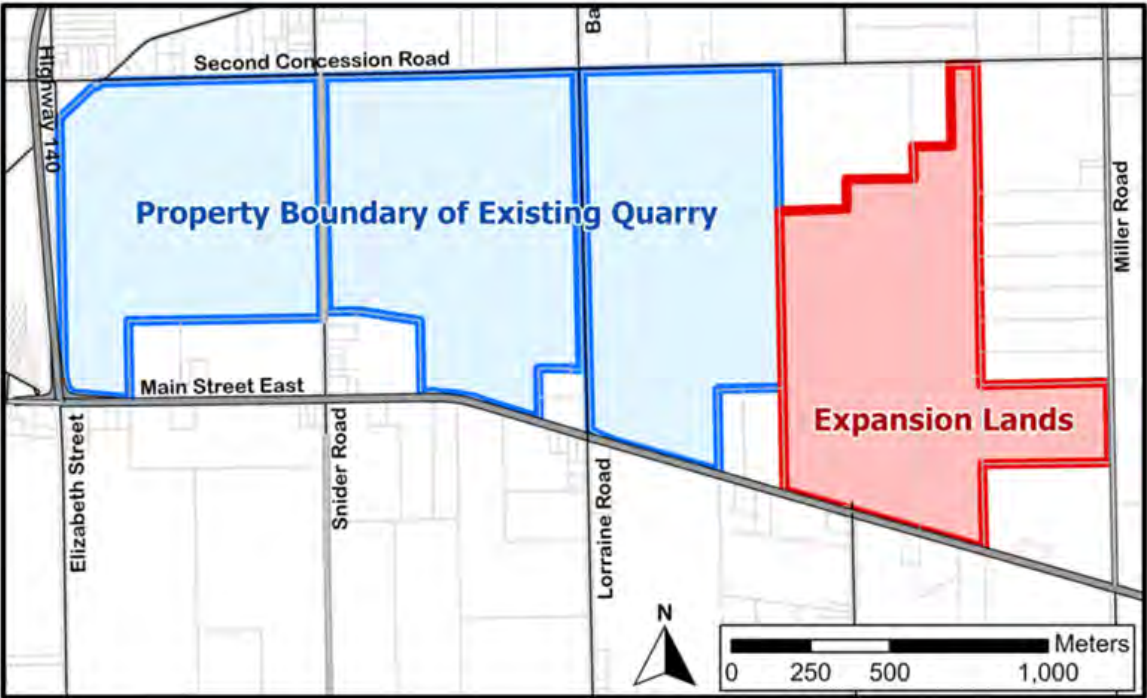 Ba
Second Concession Road
Highway 140
Property Boundary of Existing Quarry
Miller Road
Main Street East
Expansion Lands
Elizabeth Street
Snider Road
Lorraine Road
N
Meters
0 250 500 1,000